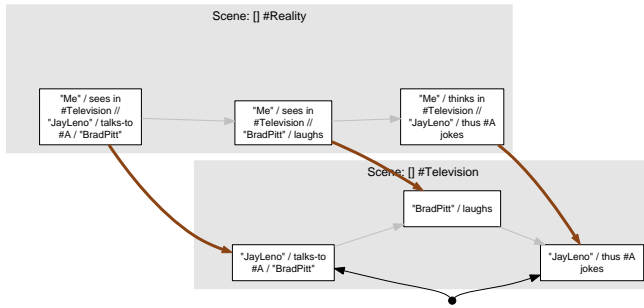 Scene: [] #Reality
"Me" / sees in
#Television //
"JayLeno" / talks-to
#A / "BradPitt"
"Me" / sees in
#Television //
"BradPitt" / laughs
"Me" / thinks in
#Television //
"JayLeno" / thus #A
jokes
Scene: [] #Television
"BradPitt" / laughs
"JayLeno" / talks-to
#A / "BradPitt"
"JayLeno" / thus #A
jokes